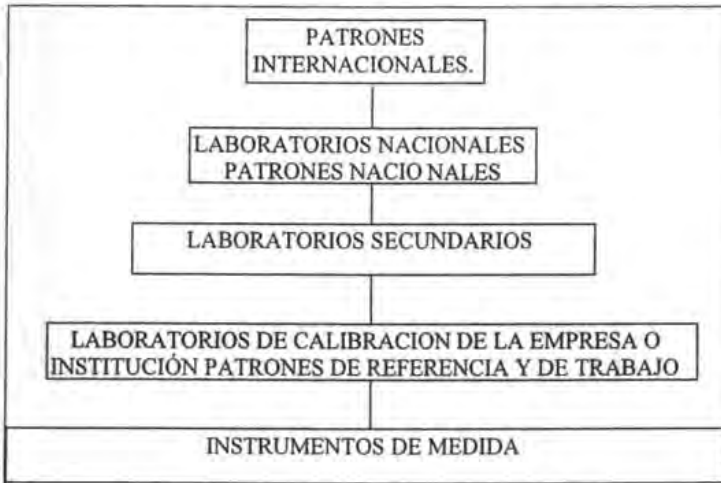 PATRONES
INTERNACIONALES.
LABORATORIOS NACIONALES
PATRONES NACIO NALES
LABORATORIOS SECUNDARIOS
LABORATORIOS DE CALIBRACION DE LA EMPRESA O
INSTITUCIÓN PATRONES DE REFERENCIA Y DE TRABAJO
INSTRUMENTOS DE MEDIDA